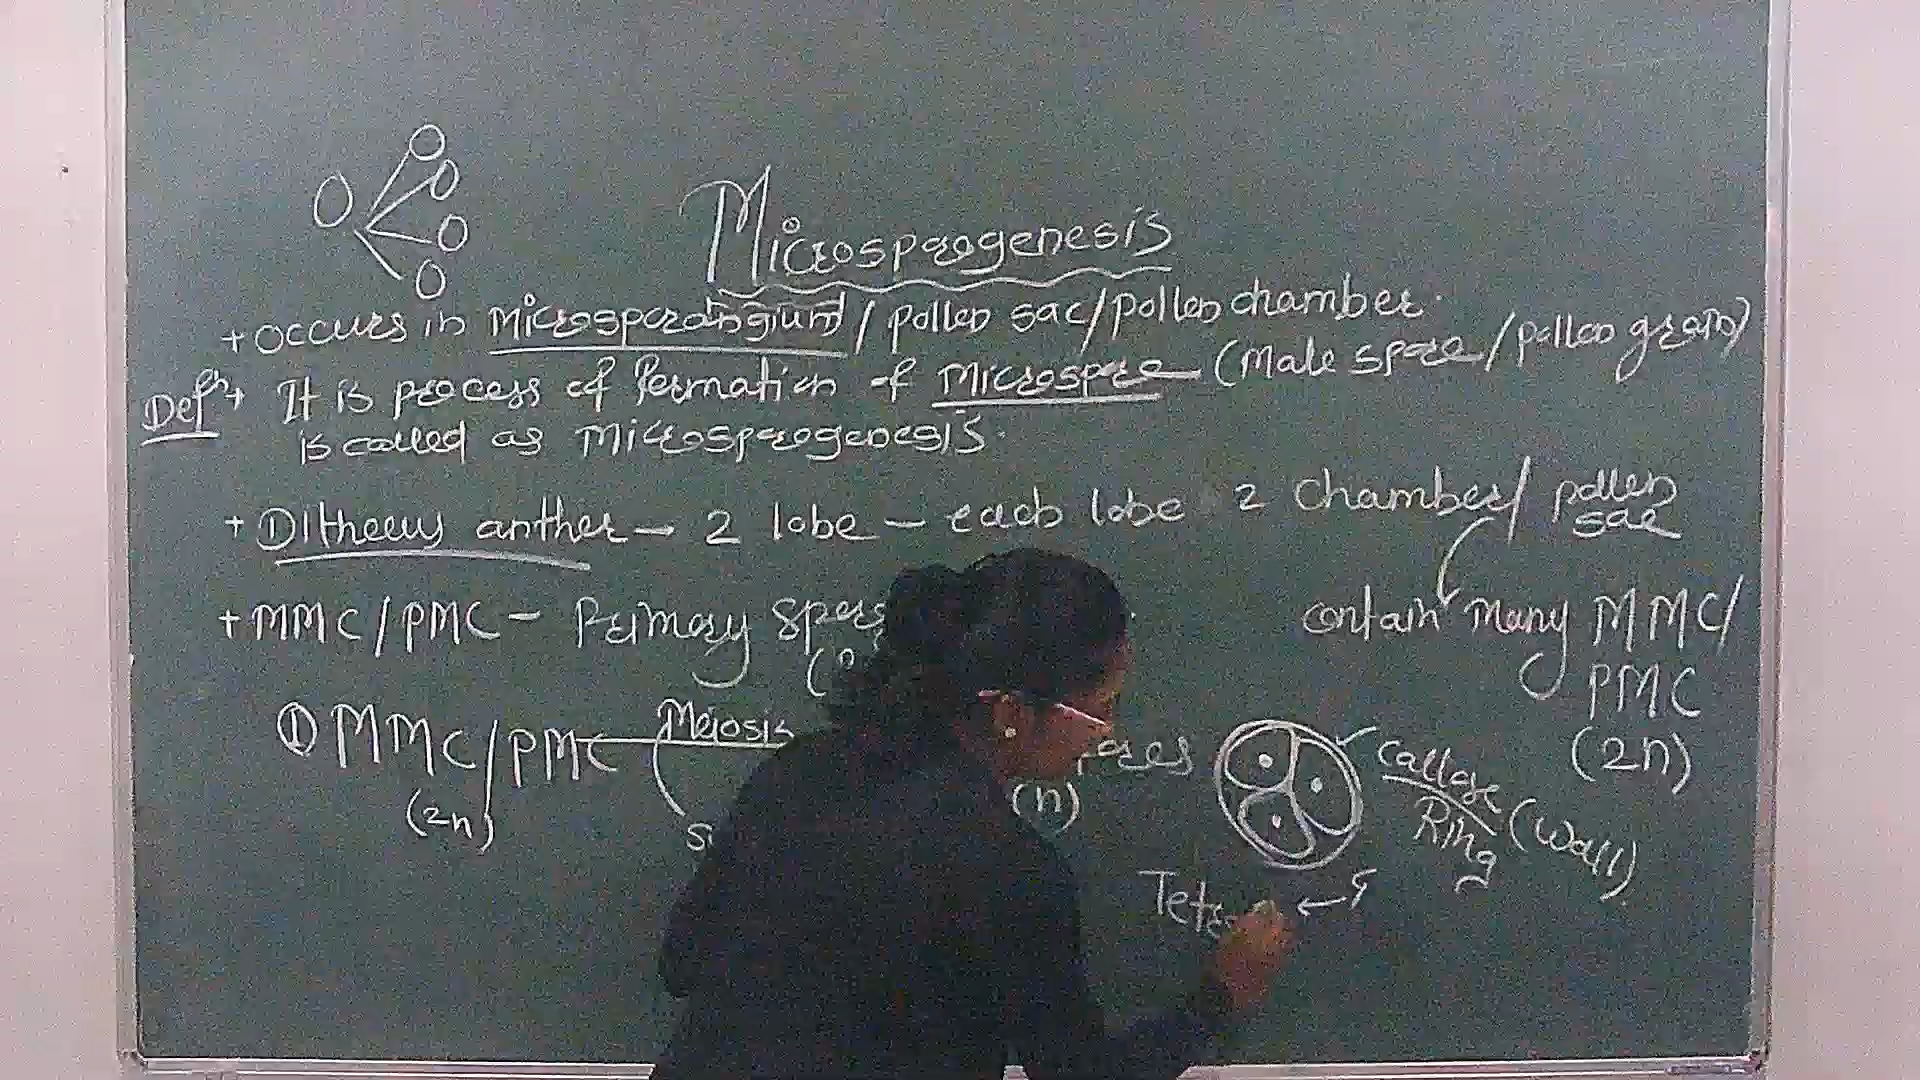 Microsporogenesis
+ occurs in microsporangium / pollen sac / pollen chamber.
Defn + It is process of formation of Microspore (Male spore / pollen grain)
is called as Microsporogenesis.
+ Dithecus anther – 2 lobe – each lobe 2 chamber / pollen sac
contain many MMC / PMC (2n)
+ MMC / PMC – Primary
① MMC / PMC Meiosis
(2n) (n)
Callose Ring (wall)